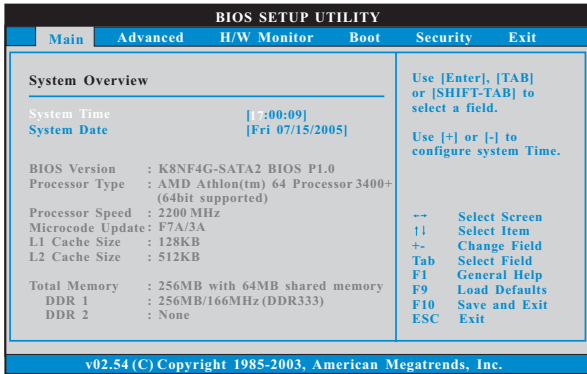 BIOS SETUP UTILITY
Main Advanced H/W Monitor Boot Security Exit
System Overview
System Time [17:00:09]
System Date [Fri 07/15/2005]
BIOS Version : K8NF4G-SATA2 BIOS P1.0
Processor Type : AMD Athlon(tm) 64 Processor 3400+
(64bit supported)
Processor Speed : 2200 MHz
Microcode Update : F7A/3A
L1 Cache Size : 128KB
L2 Cache Size : 512KB
Total Memory : 256MB with 64MB shared memory
DDR 1 : 256MB/166MHz (DDR333)
DDR 2 : None
Use [Enter], [TAB]
or [SHIFT-TAB] to
select a field.
Use [+] or [-] to
configure system Time.
←→ Select Screen
↑↓ Select Item
+- Change Field
Tab Select Field
F1 General Help
F9 Load Defaults
F10 Save and Exit
ESC Exit
v02.54 (C) Copyright 1985-2003, American Megatrends, Inc.